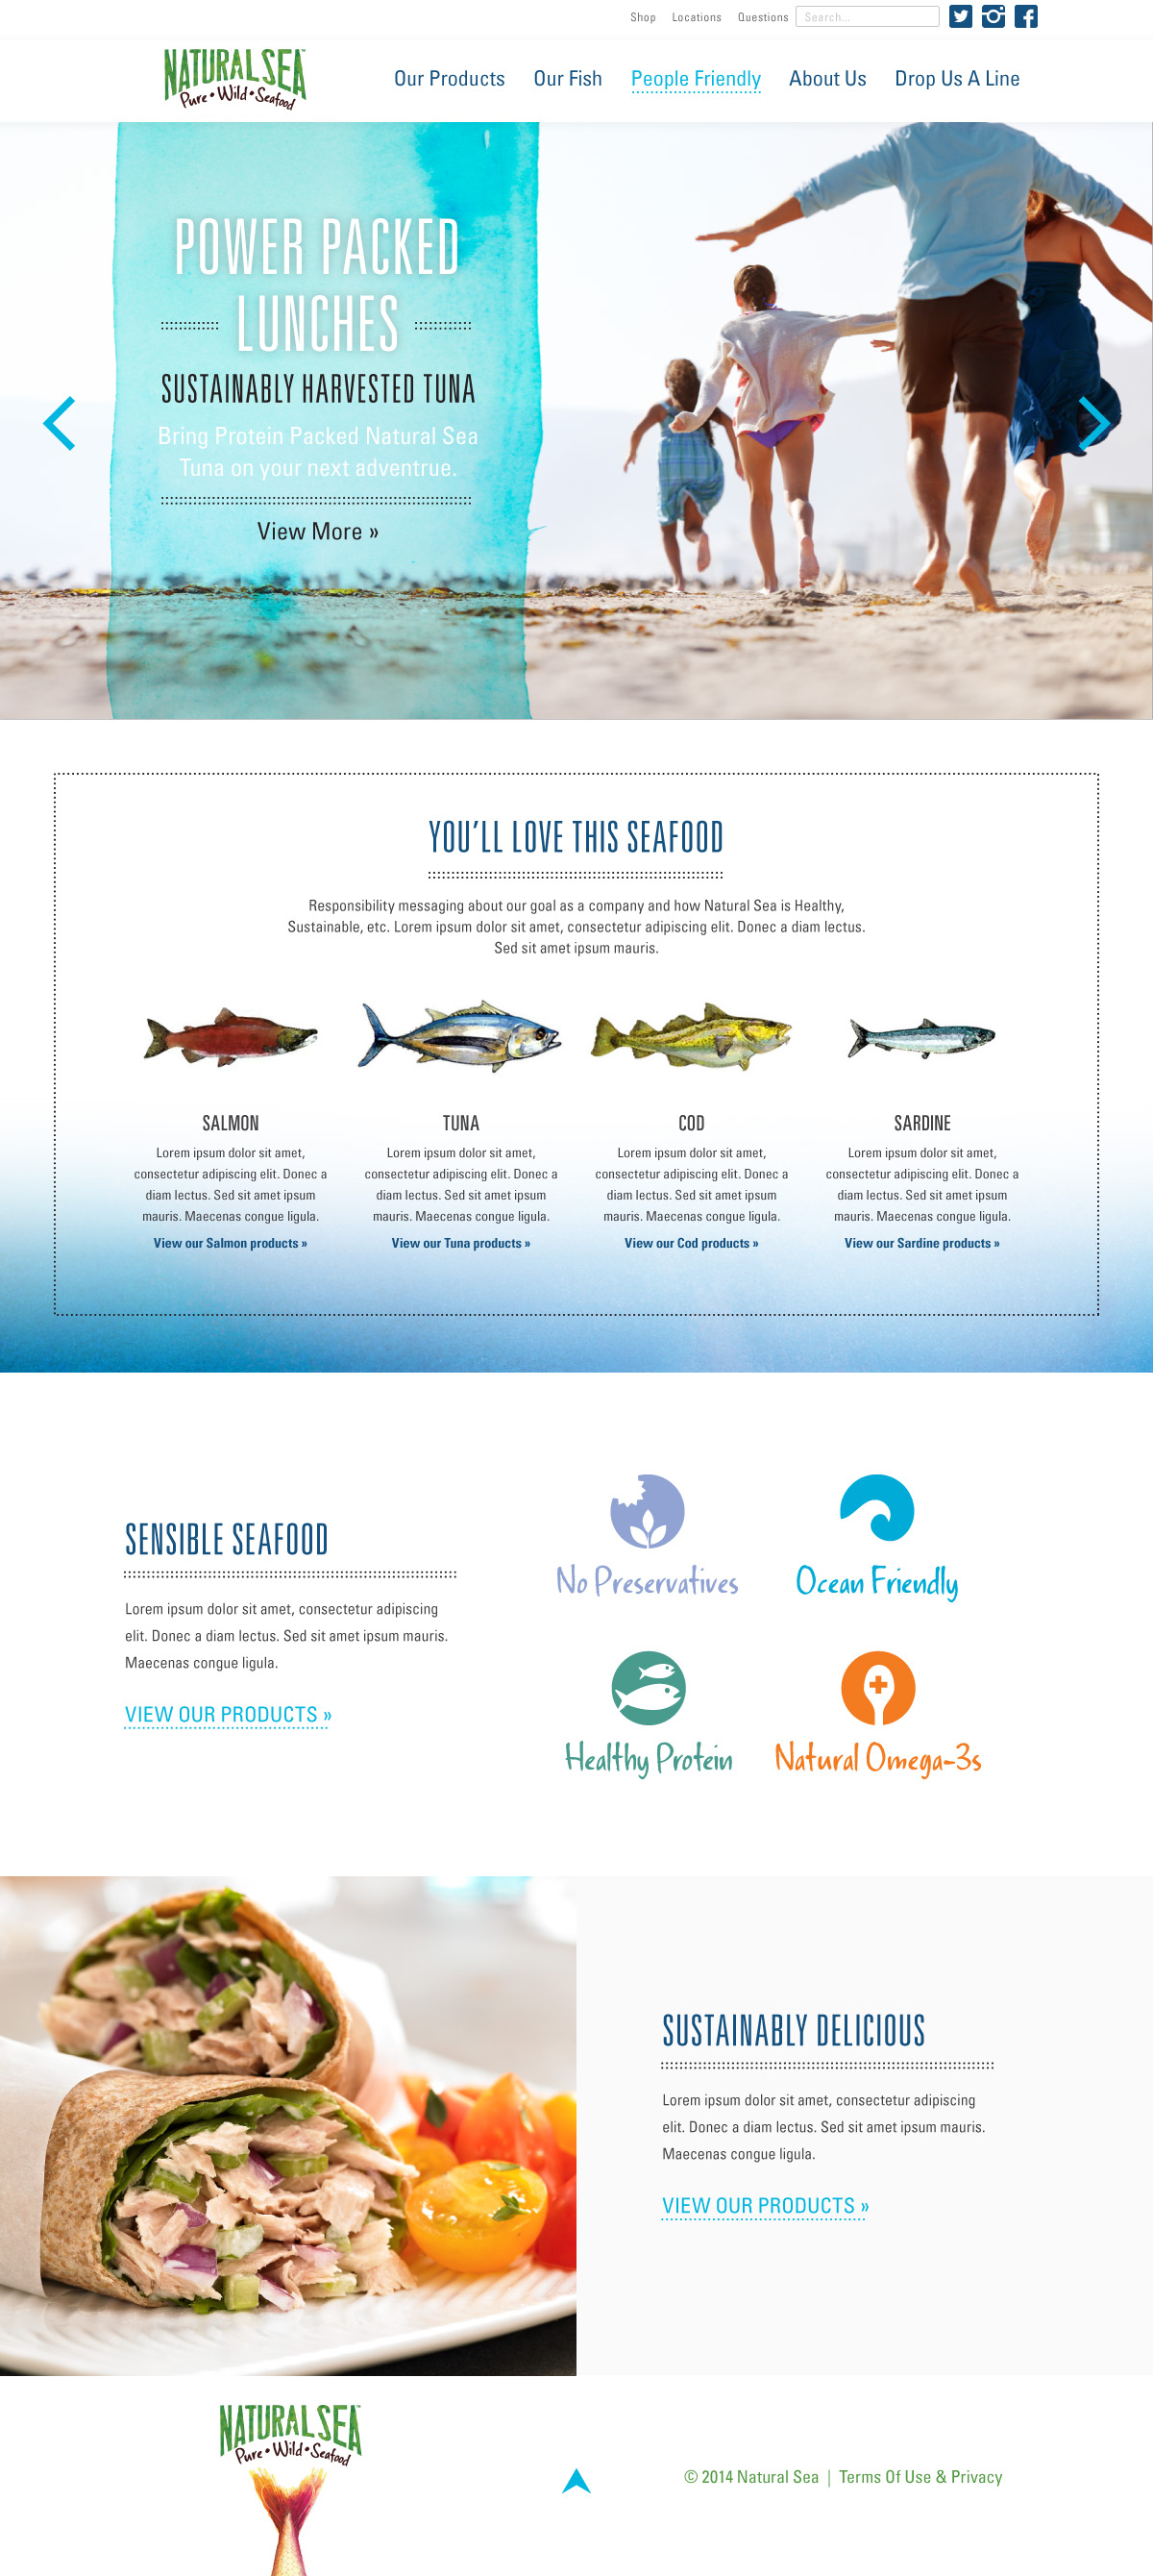 Shop Locations Questions Search...
NATURAL SEA™
Pure • Wild • Seafood
Our Products Our Fish People Friendly About Us Drop Us A Line
POWER PACKED
LUNCHES
SUSTAINABLY HARVESTED TUNA
Bring Protein Packed Natural Sea
Tuna on your next adventrue.
View More »
YOU'LL LOVE THIS SEAFOOD
Responsibility messaging about our goal as a company and how Natural Sea is Healthy,
Sustainable, etc. Lorem ipsum dolor sit amet, consectetur adipiscing elit. Donec a diam lectus.
Sed sit amet ipsum mauris.
SALMON
Lorem ipsum dolor sit amet,
consectetur adipiscing elit. Donec a
diam lectus. Sed sit amet ipsum
mauris. Maecenas congue ligula.
View our Salmon products »
TUNA
Lorem ipsum dolor sit amet,
consectetur adipiscing elit. Donec a
diam lectus. Sed sit amet ipsum
mauris. Maecenas congue ligula.
View our Tuna products »
COD
Lorem ipsum dolor sit amet,
consectetur adipiscing elit. Donec a
diam lectus. Sed sit amet ipsum
mauris. Maecenas congue ligula.
View our Cod products »
SARDINE
Lorem ipsum dolor sit amet,
consectetur adipiscing elit. Donec a
diam lectus. Sed sit amet ipsum
mauris. Maecenas congue ligula.
View our Sardine products »
SENSIBLE SEAFOOD
Lorem ipsum dolor sit amet, consectetur adipiscing
elit. Donec a diam lectus. Sed sit amet ipsum mauris.
Maecenas congue ligula.
VIEW OUR PRODUCTS »
No Preservatives
Ocean Friendly
Healthy Protein
Natural Omega-3s
SUSTAINABLY DELICIOUS
Lorem ipsum dolor sit amet, consectetur adipiscing
elit. Donec a diam lectus. Sed sit amet ipsum mauris.
Maecenas congue ligula.
VIEW OUR PRODUCTS »
NATURAL SEA™
Pure • Wild • Seafood
© 2014 Natural Sea | Terms Of Use & Privacy